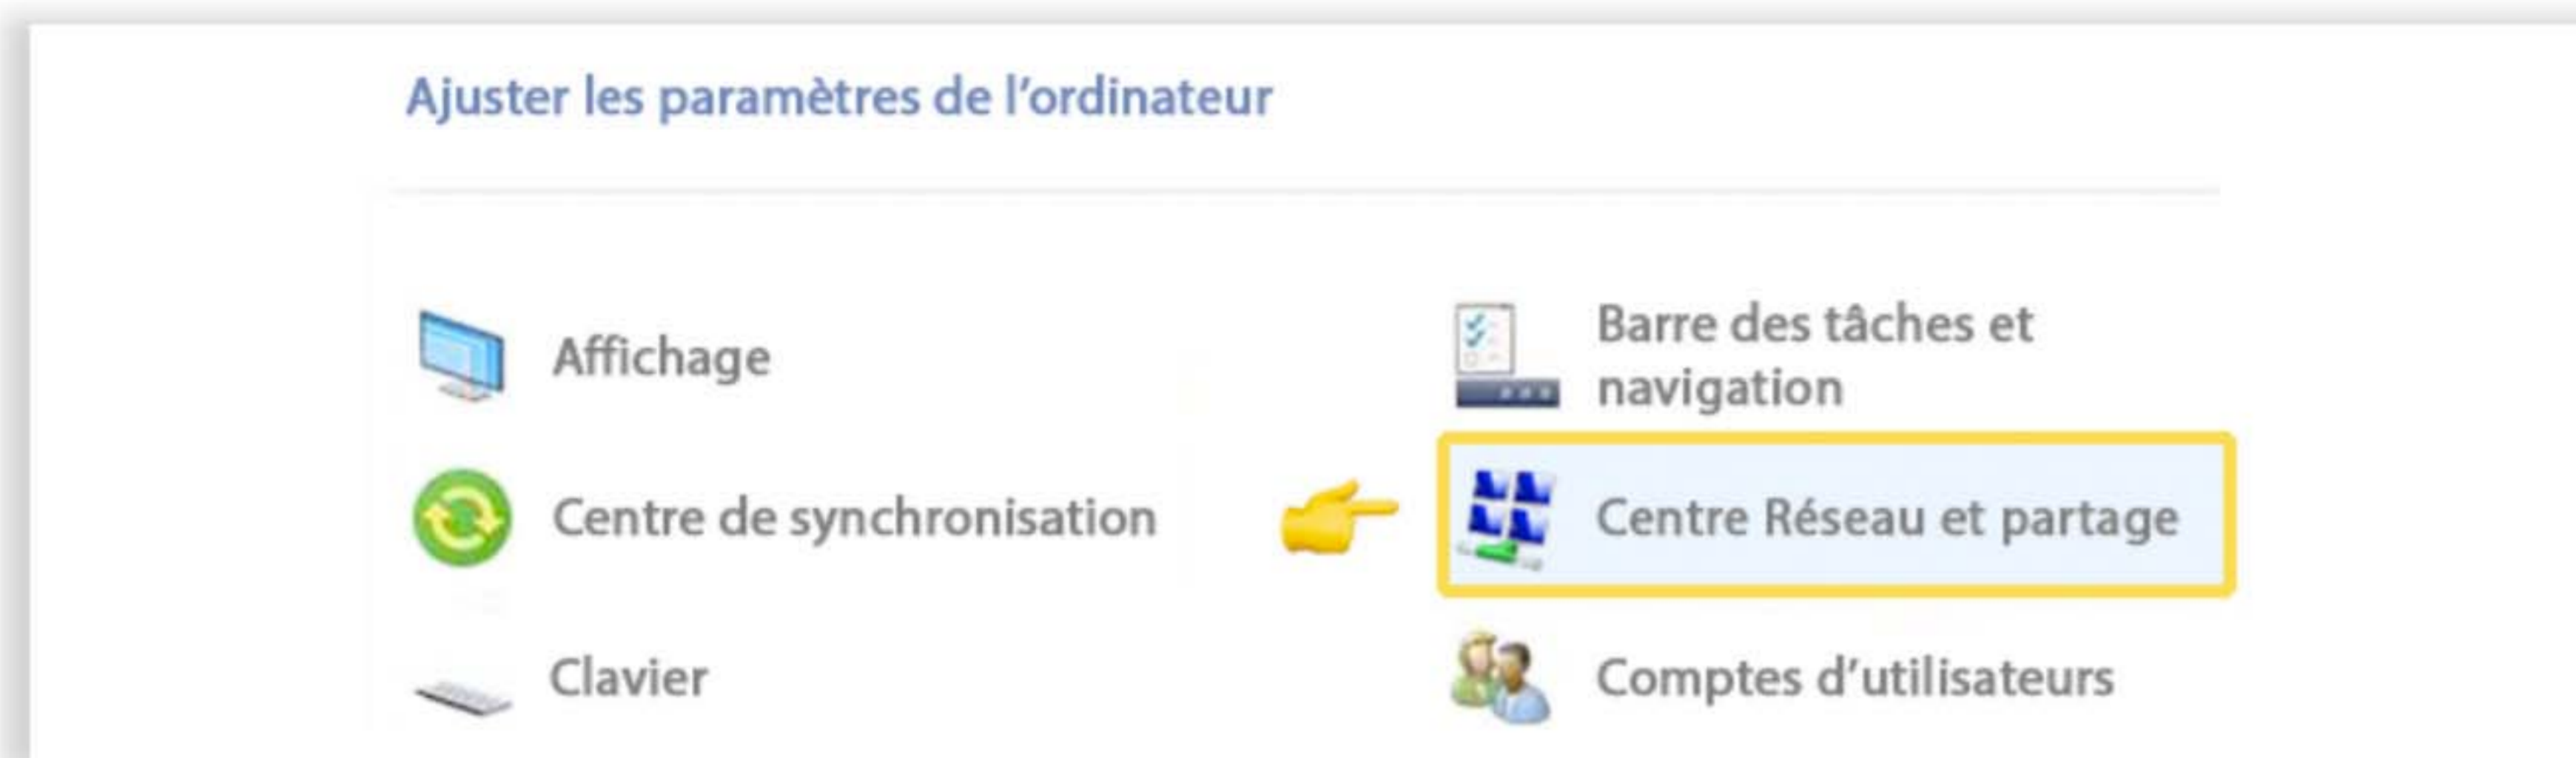 Ajuster les paramètres de l'ordinateur
Affichage
Barre des tâches et
navigation
Centre de synchronisation
Centre Réseau et partage
Clavier
Comptes d'utilisateurs